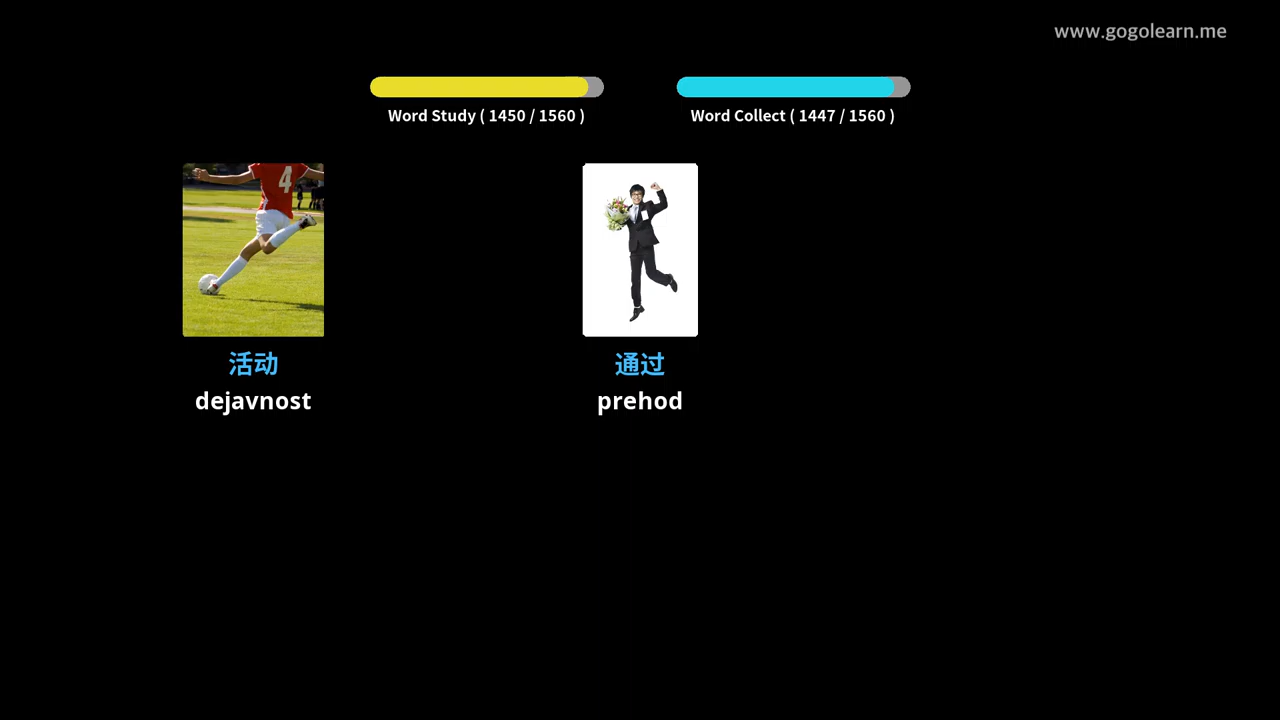 www.gogolearn.me
Word Study ( 1450 / 1560 )
Word Collect ( 1447 / 1560 )
4
活动
dejavnost
通过
prehod